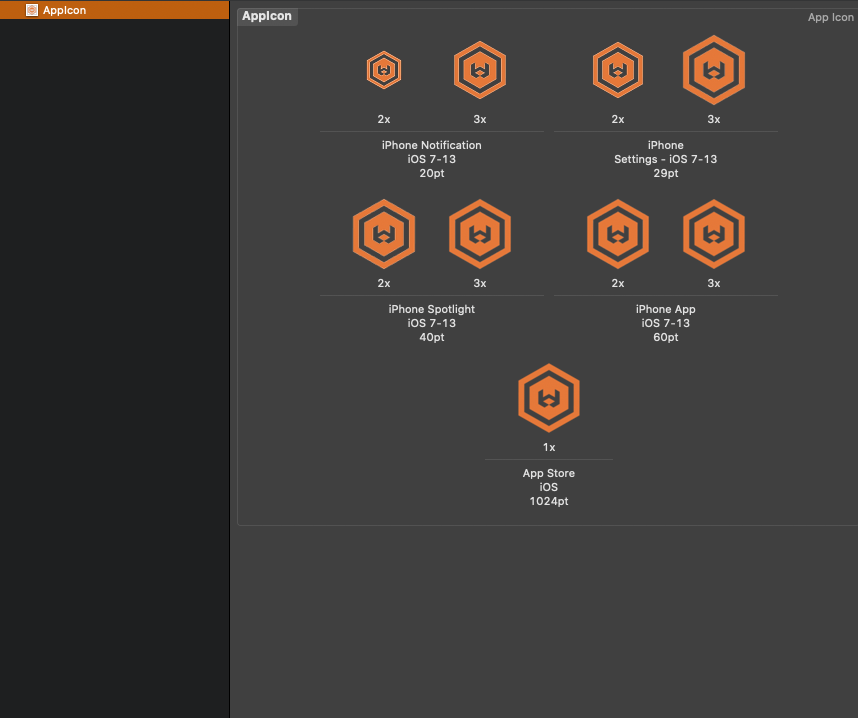 AppIcon
AppIcon
App Icon
2x
3x
2x
3x
iPhone Notification
iOS 7-13
20pt
iPhone
Settings - iOS 7-13
29pt
2x
3x
2x
3x
iPhone Spotlight
iOS 7-13
40pt
iPhone App
iOS 7-13
60pt
1x
App Store
iOS
1024pt